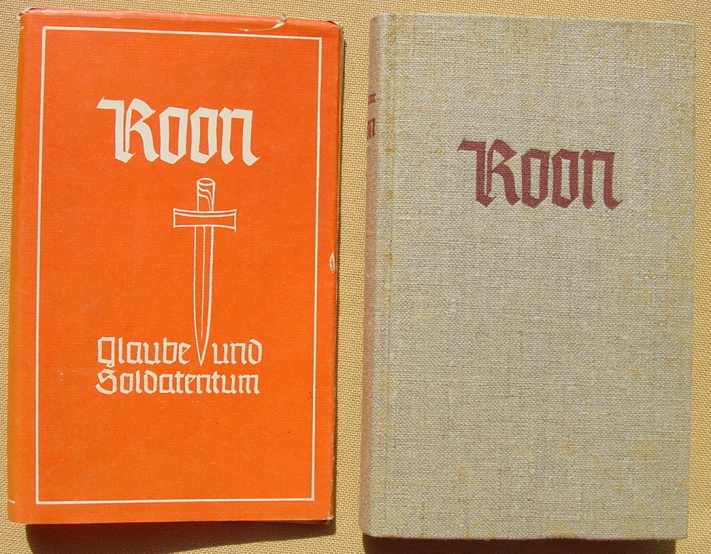 Roon
Glaube und
Soldatentum
Roon